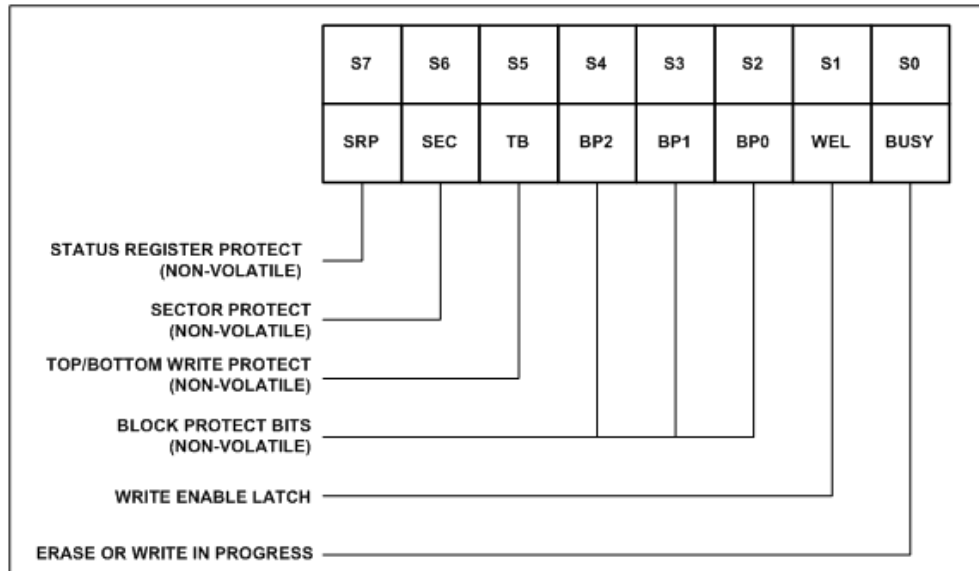 S7 S6 S5 S4 S3 S2 S1 S0
SRP SEC TB BP2 BP1 BP0 WEL BUSY
STATUS REGISTER PROTECT
(NON-VOLATILE)
SECTOR PROTECT
(NON-VOLATILE)
TOP/BOTTOM WRITE PROTECT
(NON-VOLATILE)
BLOCK PROTECT BITS
(NON-VOLATILE)
WRITE ENABLE LATCH
ERASE OR WRITE IN PROGRESS